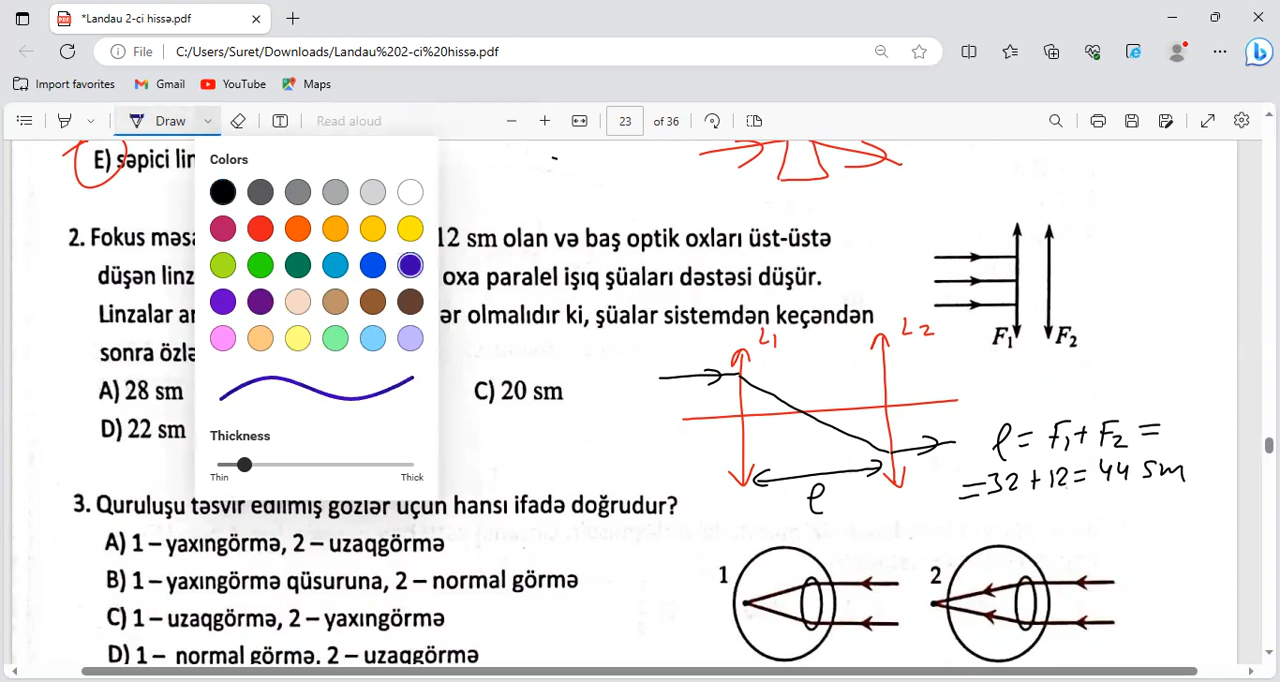 *Landau 2-ci hissə.pdf
File C:/Users/Suret/Downloads/Landau%202-ci%20hissə.pdf
Import favorites Gmail YouTube Maps
Draw Read aloud 23 of 36
E) səpici lin
Colors
2. Fokus məsa 12 sm olan və baş optik oxları üst-üstə
düşən linz oxa paralel işıq şüaları dəstəsi düşür.
Linzalar ar ər olmalıdır ki, şüalar sistemdən keçəndən
sonra özlə
A) 28 sm C) 20 sm
D) 22 sm
F₁ F₂
L₁ L₂
ℓ
ℓ = F₁ + F₂ =
= 32 + 12 = 44 sm
Thickness
Thin Thick
3. Quruluşu təsvir edilmiş gözlər üçün hansı ifadə doğrudur?
A) 1 – yaxıngörmə, 2 – uzaqgörmə
B) 1 – yaxıngörmə qüsuruna, 2 – normal görmə
C) 1 – uzaqgörmə, 2 – yaxıngörmə
D) 1 – normal görmə, 2 – uzaqgörmə
1 2